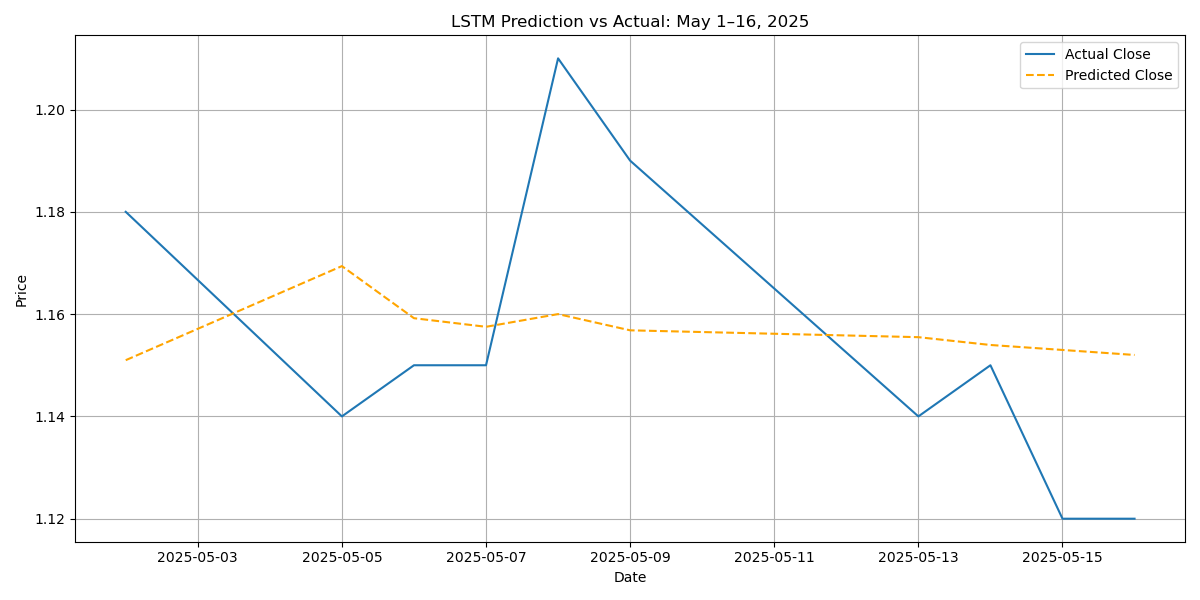 LSTM Prediction vs Actual: May 1–16, 2025
Actual Close
Predicted Close
Price
1.20
1.18
1.16
1.14
1.12
2025-05-03
2025-05-05
2025-05-07
2025-05-09
2025-05-11
2025-05-13
2025-05-15
Date